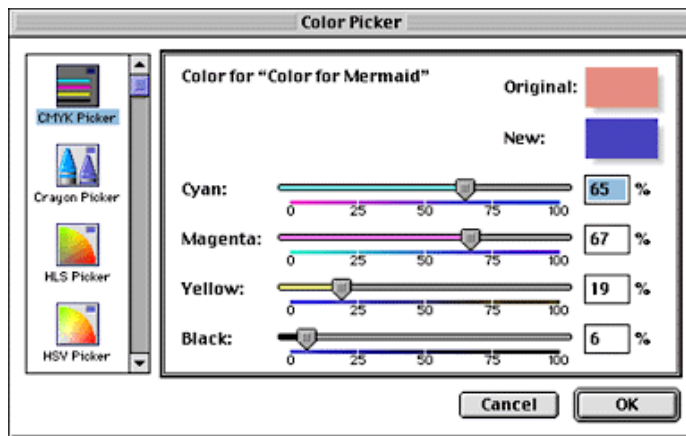 Color Picker
CMYK Picker
Crayon Picker
HLS Picker
HSV Picker
Color for “Color for Mermaid”
Original:
New:
Cyan: 65 %
0 25 50 75 100
Magenta: 67 %
0 25 50 75 100
Yellow: 19 %
0 25 50 75 100
Black: 6 %
0 25 50 75 100
Cancel OK